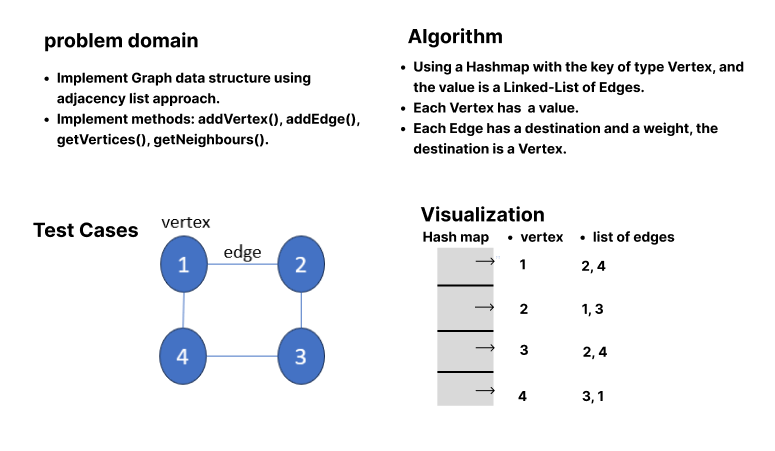 problem domain
• Implement Graph data structure using
adjacency list approach.
• Implement methods: addVertex(), addEdge(),
getVertices(), getNeighbours().
Algorithm
• Using a Hashmap with the key of type Vertex, and
the value is a Linked-List of Edges.
• Each Vertex has a value.
• Each Edge has a destination and a weight, the
destination is a Vertex.
Test Cases
vertex
edge
1
2
4
3
Visualization
Hash map • vertex • list of edges
→ 1 2, 4
→ 2 1, 3
→ 3 2, 4
→ 4 3, 1